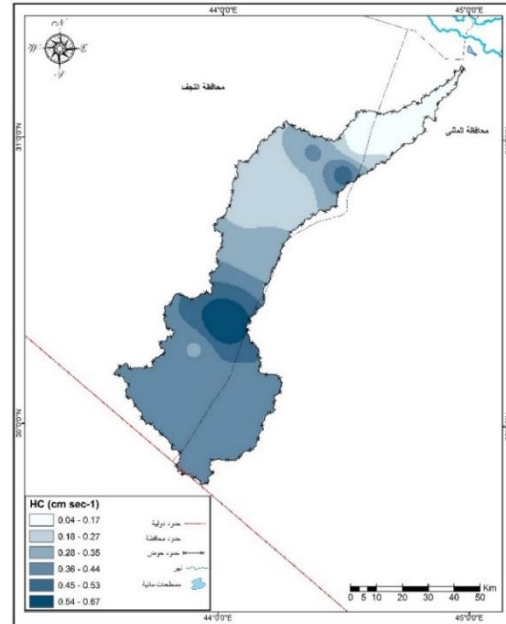 44°0'0"E
45°0'0"E
محافظة النجف
محافظة المثنى
31°0'0"N
30°0'0"N
HC (cm sec-1)
0.04 - 0.17
0.18 - 0.27
0.28 - 0.35
0.36 - 0.44
0.45 - 0.53
0.54 - 0.67
حدود دولية
حدود محافظة
حدود حوض
نهر
مسطحات مائية
Km
0 5 10 20 30 40 50
44°0'0"E
45°0'0"E